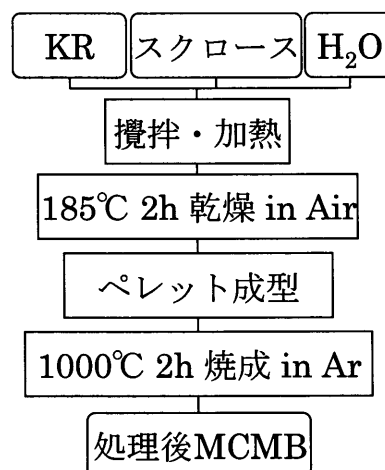 KR スクロース H₂O
攪拌・加熱
185℃ 2h 乾燥 in Air
ペレット成型
1000℃ 2h 焼成 in Ar
処理後MCMB